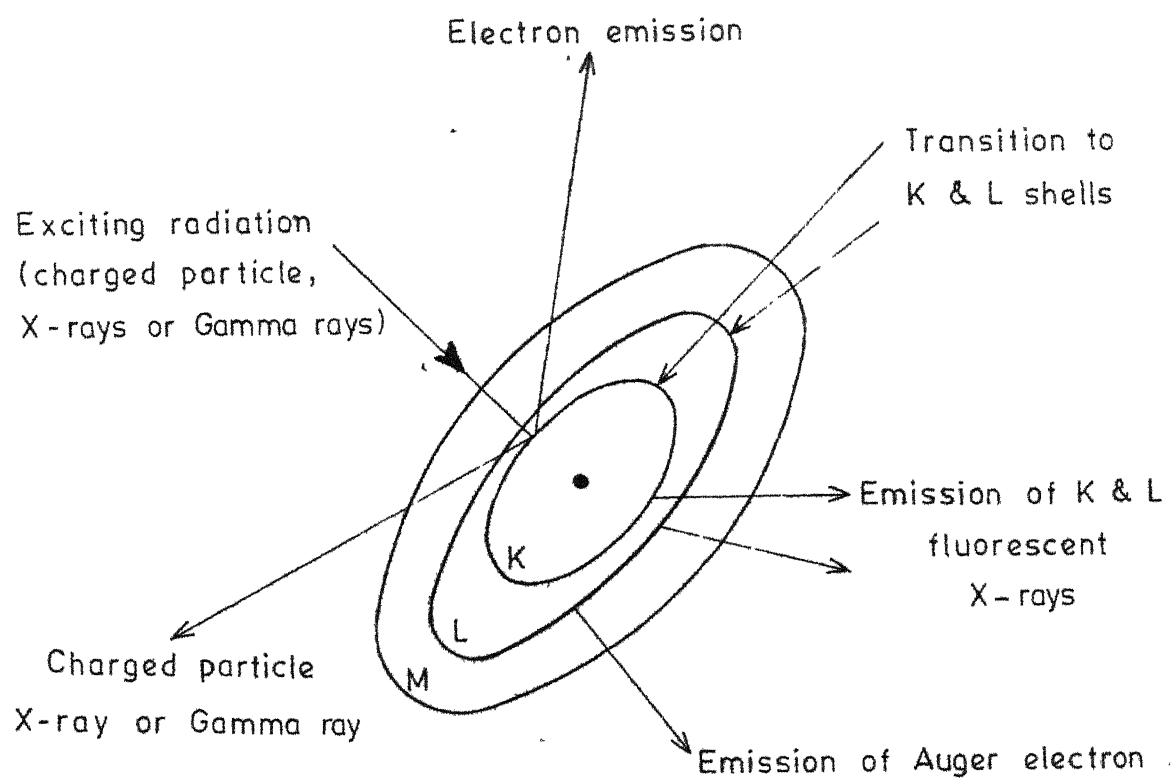 Electron emission
Transition to
K & L shells
Exciting radiation
(charged particle,
X-rays or Gamma rays)
Emission of K & L
fluorescent
X-rays
K
L
M
Charged particle
X-ray or Gamma ray
Emission of Auger electron